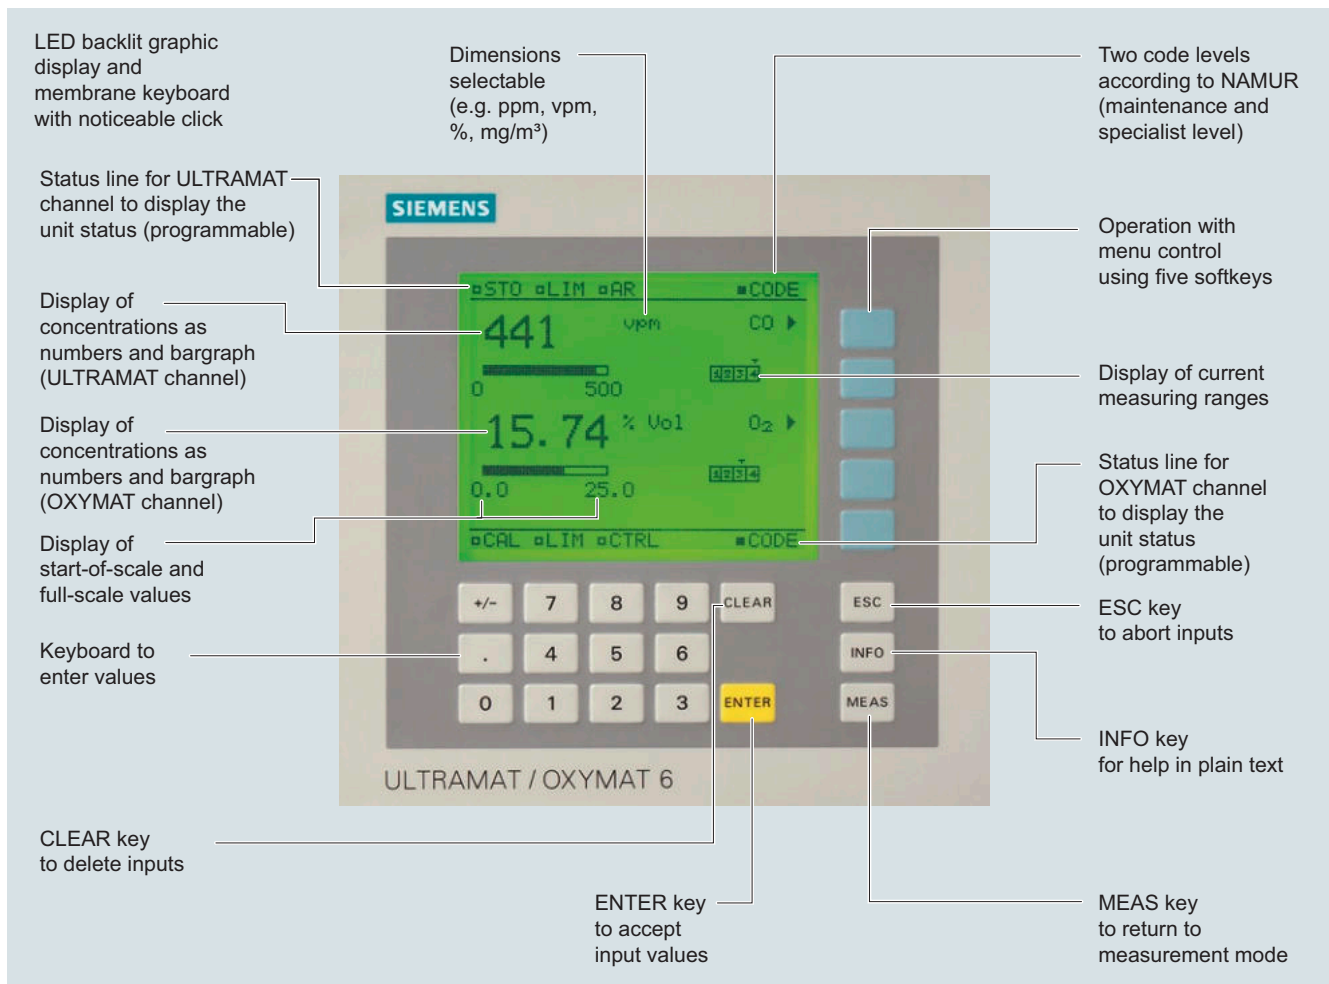 LED backlit graphic
display and
membrane keyboard
with noticeable click
Dimensions
selectable
(e.g. ppm, vpm,
%, mg/m³)
Two code levels
according to NAMUR
(maintenance and
specialist level)
Status line for ULTRAMAT
channel to display the
unit status (programmable)
Display of
concentrations as
numbers and bargraph
(ULTRAMAT channel)
Display of
concentrations as
numbers and bargraph
(OXYMAT channel)
Display of
start-of-scale and
full-scale values
Keyboard to
enter values
CLEAR key
to delete inputs
SIEMENS
STO LIM AR CODE
441 vpm CO
1 2 3 4
0 500
15.74 % Vol O₂
1 2 3 4
0.0 25.0
CAL LIM CTRL CODE
+/- 7 8 9 CLEAR ESC
. 4 5 6 INFO
0 1 2 3 ENTER MEAS
ULTRAMAT / OXYMAT 6
Operation with
menu control
using five softkeys
Display of current
measuring ranges
Status line for
OXYMAT channel
to display the
unit status
(programmable)
ESC key
to abort inputs
INFO key
for help in plain text
ENTER key
to accept
input values
MEAS key
to return to
measurement mode